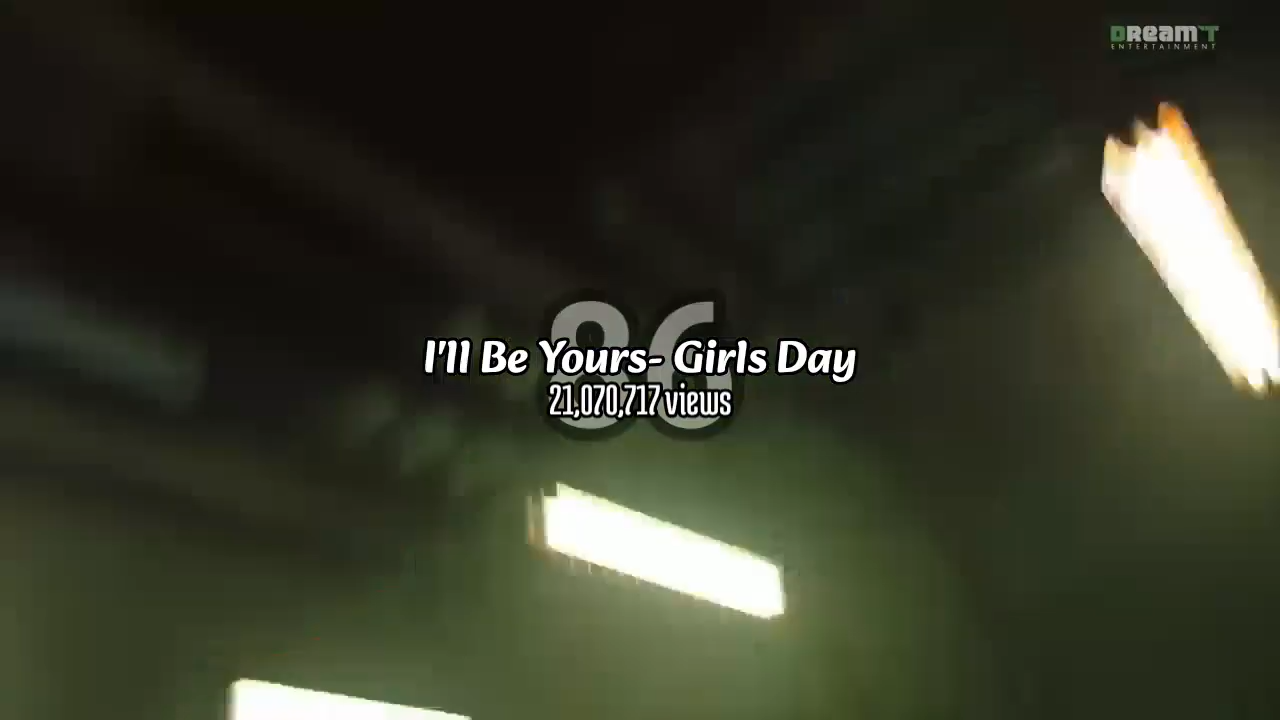 DREAM'T
ENTERTAINMENT
86
I'll Be Yours- Girls Day
21,070,717 views